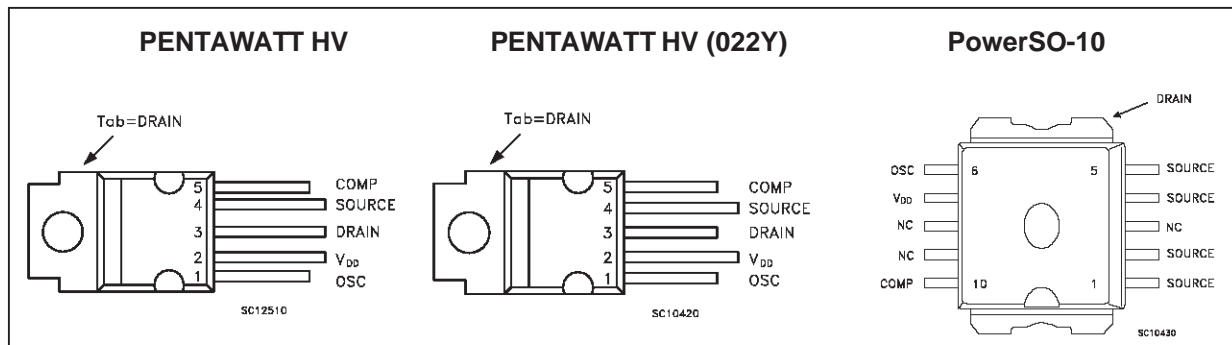 PENTAWATT HV
Tab=DRAIN
5 COMP
4 SOURCE
3 DRAIN
2 VDD
1 OSC
SC12510
PENTAWATT HV (022Y)
Tab=DRAIN
5 COMP
4 SOURCE
3 DRAIN
2 VDD
1 OSC
SC10420
PowerSO-10
DRAIN
OSC 6 5 SOURCE
VDD SOURCE
NC NC
NC SOURCE
COMP 10 1 SOURCE
SC10430